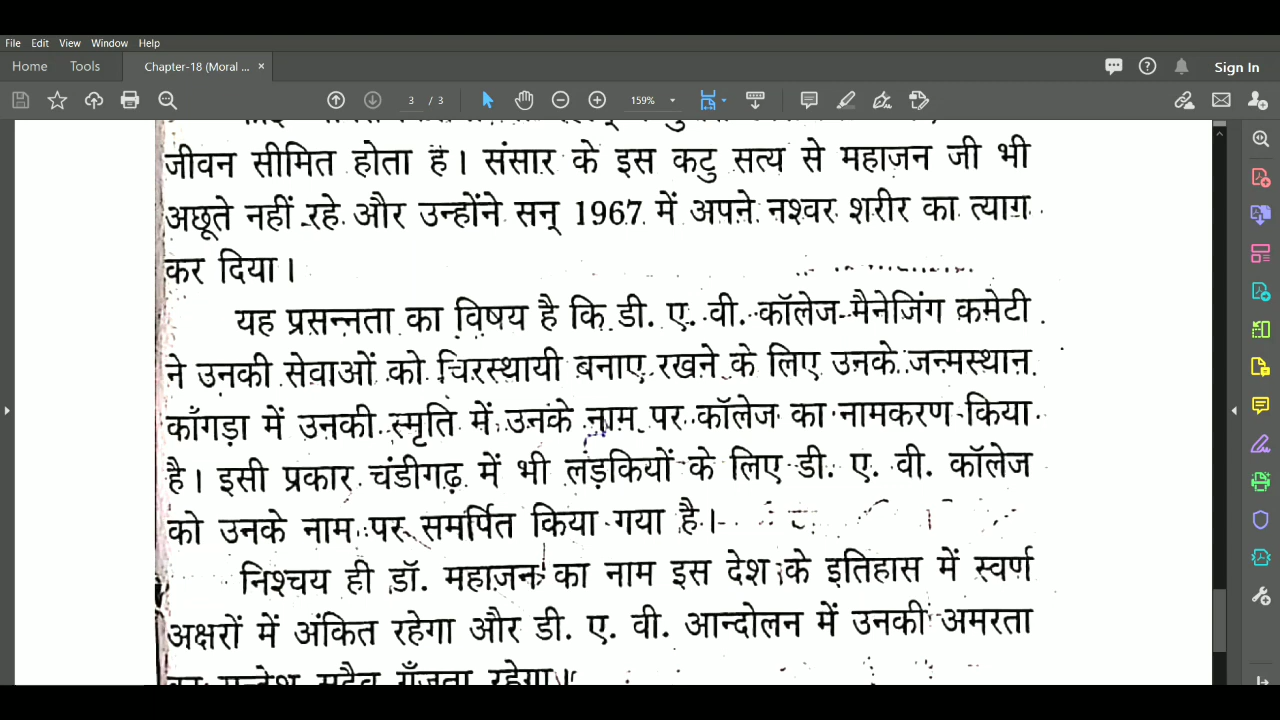 File Edit View Window Help
Home Tools Chapter-18 (Moral ... × Sign In
3 / 3 159%
जीवन सीमित होता है। संसार के इस कटु सत्य से महाजन जी भी
अछूते नहीं रहे और उन्होंने सन् 1967 में अपने नश्वर शरीर का त्याग
कर दिया।
यह प्रसन्नता का विषय है कि डी. ए. वी. कॉलेज मैनेजिंग कमेटी
ने उनकी सेवाओं को चिरस्थायी बनाए रखने के लिए उनके जन्मस्थान
काँगड़ा में उनकी स्मृति में उनके नाम पर कॉलेज का नामकरण किया
है। इसी प्रकार चंडीगढ़ में भी लड़कियों के लिए डी. ए. वी. कॉलेज
को उनके नाम पर समर्पित किया गया है।
निश्चय ही डॉ. महाजन का नाम इस देश के इतिहास में स्वर्ण
अक्षरों में अंकित रहेगा और डी. ए. वी. आन्दोलन में उनकी अमरता
सदैव गूँजता रहेगा।